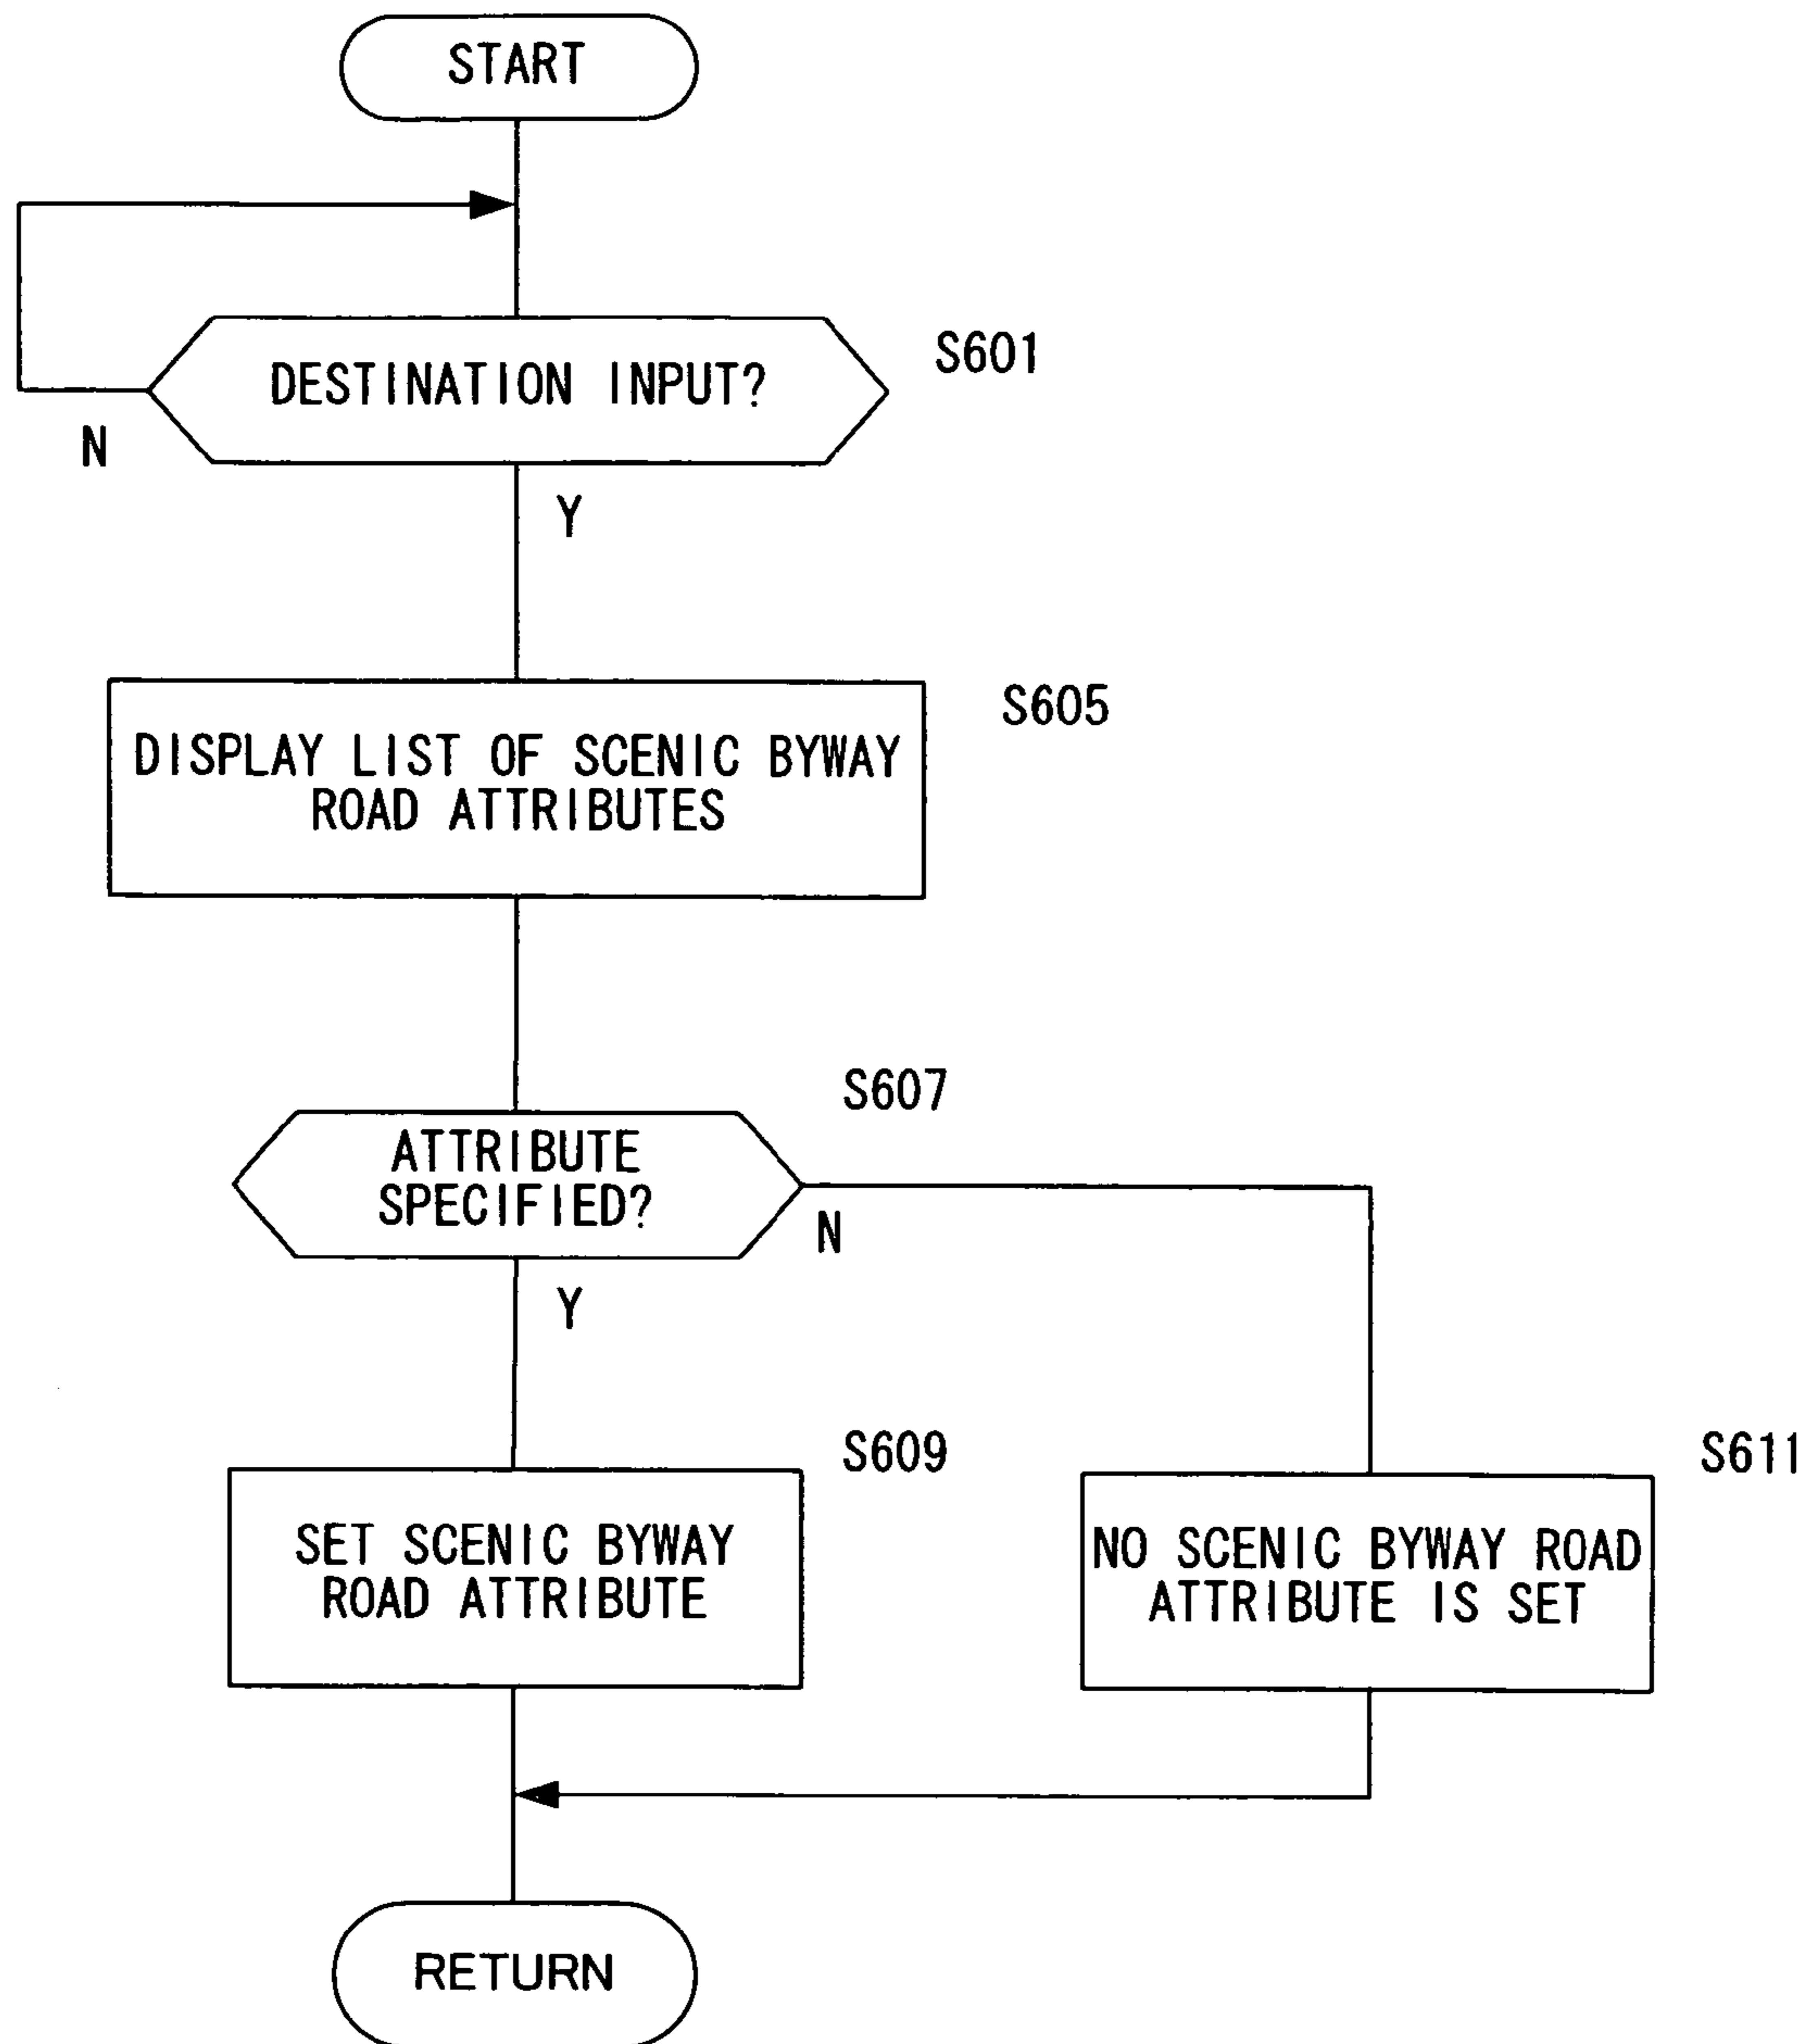 START
S601
DESTINATION INPUT?
N
Y
S605
DISPLAY LIST OF SCENIC BYWAY
ROAD ATTRIBUTES
S607
ATTRIBUTE
SPECIFIED?
N
Y
S609
SET SCENIC BYWAY
ROAD ATTRIBUTE
S611
NO SCENIC BYWAY ROAD
ATTRIBUTE IS SET
RETURN